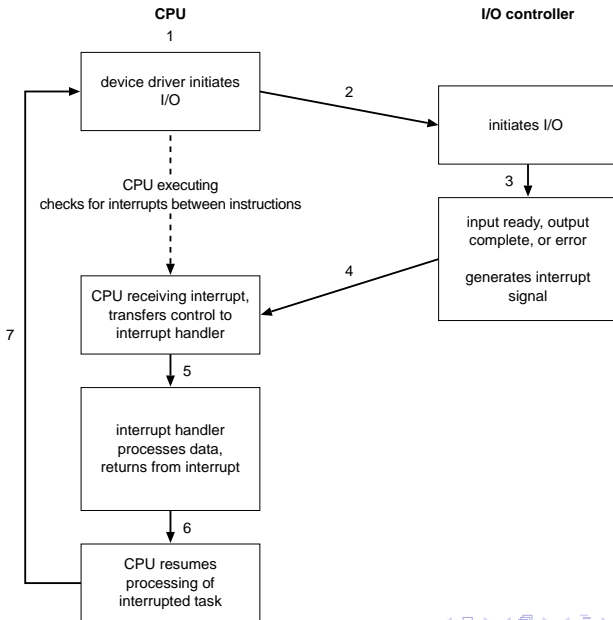 CPU
I/O controller
1
device driver initiates
I/O
2
initiates I/O
CPU executing
checks for interrupts between instructions
3
input ready, output
complete, or error
generates interrupt
signal
4
CPU receiving interrupt,
transfers control to
interrupt handler
7
5
interrupt handler
processes data,
returns from interrupt
6
CPU resumes
processing of
interrupted task